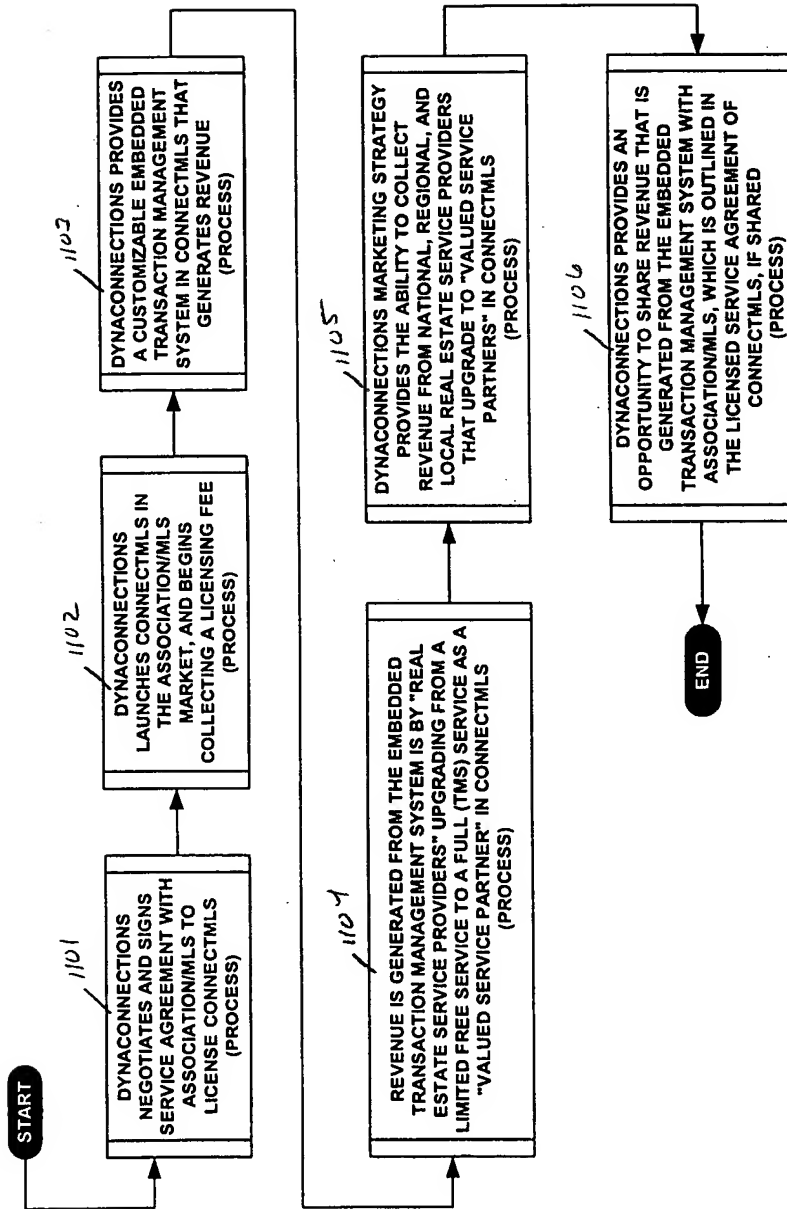 START
1101
DYNACONNECTIONS
NEGOTIATES AND SIGNS
SERVICE AGREEMENT WITH
ASSOCIATION/MLS TO
LICENSE CONNECTMLS
(PROCESS)
1102
DYNACONNECTIONS
LAUNCHES CONNECTMLS IN
THE ASSOCIATION/MLS
MARKET, AND BEGINS
COLLECTING A LICENSING FEE
(PROCESS)
1103
DYNACONNECTIONS PROVIDES
A CUSTOMIZABLE EMBEDDED
TRANSACTION MANAGEMENT
SYSTEM IN CONNECTMLS THAT
GENERATES REVENUE
(PROCESS)
1104
REVENUE IS GENERATED FROM THE EMBEDDED
TRANSACTION MANAGEMENT SYSTEM IS BY "REAL
ESTATE SERVICE PROVIDERS" UPGRADING FROM A
LIMITED FREE SERVICE TO A FULL (TMS) SERVICE AS A
"VALUED SERVICE PARTNER" IN CONNECTMLS
(PROCESS)
1105
DYNACONNECTIONS MARKETING STRATEGY
PROVIDES THE ABILITY TO COLLECT
REVENUE FROM NATIONAL, REGIONAL, AND
LOCAL REAL ESTATE SERVICE PROVIDERS
THAT UPGRADE TO "VALUED SERVICE
PARTNERS" IN CONNECTMLS
(PROCESS)
1106
DYNACONNECTIONS PROVIDES AN
OPPORTUNITY TO SHARE REVENUE THAT IS
GENERATED FROM THE EMBEDDED
TRANSACTION MANAGEMENT SYSTEM WITH
ASSOCIATION/MLS, WHICH IS OUTLINED IN
THE LICENSED SERVICE AGREEMENT OF
CONNECTMLS, IF SHARED
(PROCESS)
END